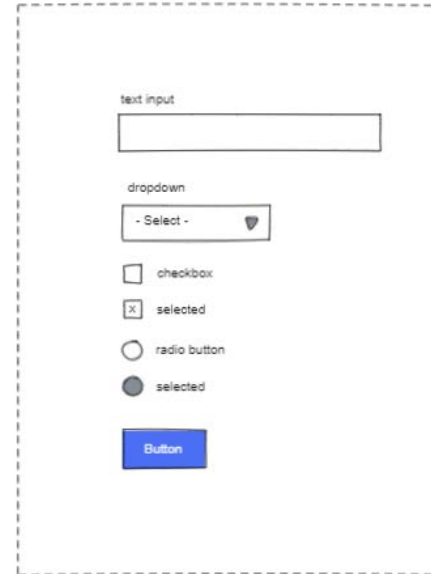 text input
dropdown
- Select -
checkbox
x selected
radio button
selected
Button